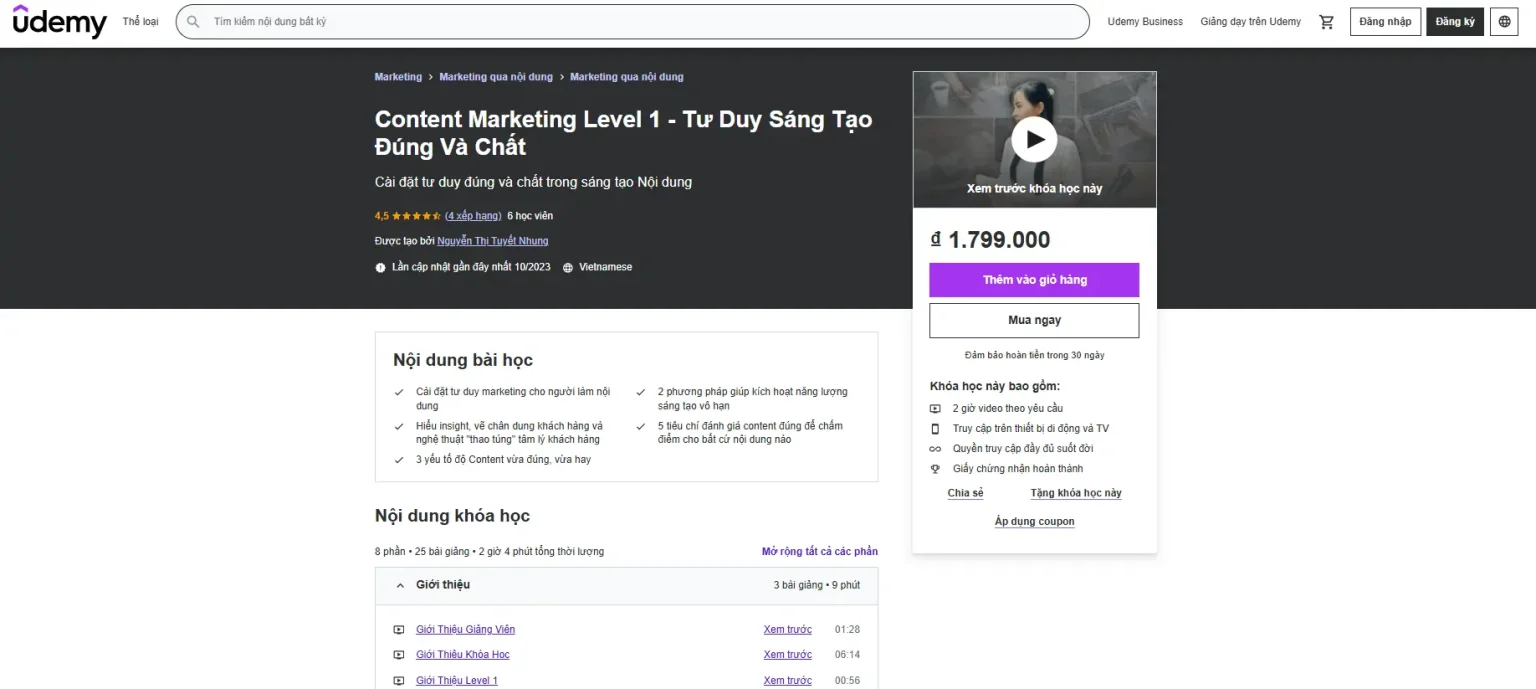 ûdemy
Thể loại
Tìm kiếm nội dung bất kỳ
Udemy Business
Giảng dạy trên Udemy
Đăng nhập
Đăng ký
Marketing > Marketing qua nội dung > Marketing qua nội dung
Content Marketing Level 1 - Tư Duy Sáng Tạo
Đúng Và Chất
Cài đặt tư duy đúng và chất trong sáng tạo Nội dung
4,5 (4 xếp hạng) 6 học viên
Được tạo bởi Nguyễn Thị Tuyết Nhung
Lần cập nhật gần đây nhất 10/2023 Vietnamese
Xem trước khóa học này
₫ 1.799.000
Thêm vào giỏ hàng
Mua ngay
Đảm bảo hoàn tiền trong 30 ngày
Khóa học này bao gồm:
2 giờ video theo yêu cầu
Truy cập trên thiết bị di động và TV
Quyền truy cập đầy đủ suốt đời
Giấy chứng nhận hoàn thành
Chia sẻ
Tặng khóa học này
Áp dụng coupon
Nội dung bài học
Cài đặt tư duy marketing cho người làm nội
dung
Hiểu insight, vẽ chân dung khách hàng và
nghệ thuật "thao túng" tâm lý khách hàng
3 yếu tố để Content vừa đúng, vừa hay
2 phương pháp giúp kích hoạt năng lượng
sáng tạo vô hạn
5 tiêu chí đánh giá content đúng để chấm
điểm cho bất cứ nội dung nào
Nội dung khóa học
8 phần • 25 bài giảng • 2 giờ 4 phút tổng thời lượng
Mở rộng tất cả các phần
Giới thiệu
3 bài giảng • 9 phút
Giới Thiệu Giảng Viên Xem trước 01:28
Giới Thiệu Khóa Học Xem trước 06:14
Giới Thiệu Level 1 Xem trước 00:56